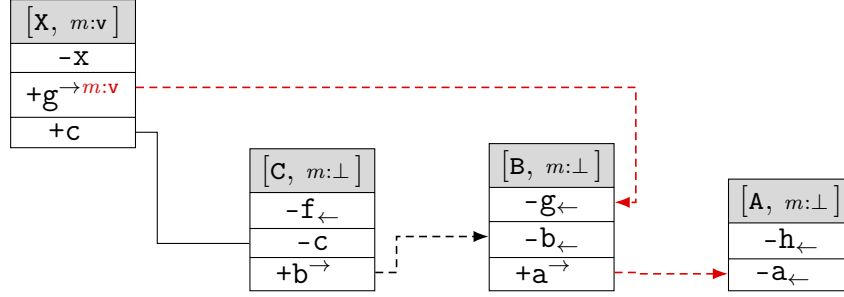 [X, m:v]
-x
+g→m:v
+c
[C, m:⊥]
-f←
-c
+b→
[B, m:⊥]
-g←
-b←
+a→
[A, m:⊥]
-h←
-a←